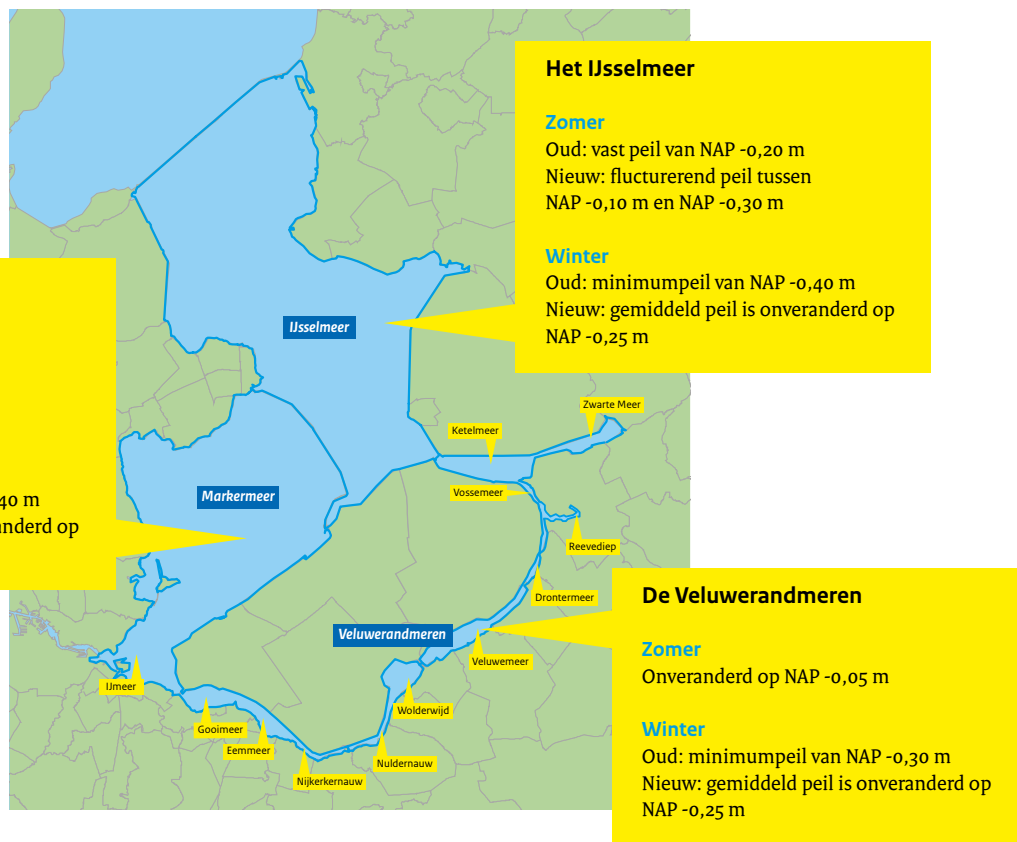 Het IJsselmeer
Zomer
Oud: vast peil van NAP -0,20 m
Nieuw: flucturerend peil tussen
NAP -0,10 m en NAP -0,30 m
Winter
Oud: minimumpeil van NAP -0,40 m
Nieuw: gemiddeld peil is onveranderd op
NAP -0,25 m
IJsselmeer
Zwarte Meer
Ketelmeer
Vossemeer
Markermeer
40 m
anderd op
Reevediep
Drontermeer
Veluwerandmeren
Veluwemeer
IJmeer
Wolderwijd
Gooimeer
Eemmeer
Nuldernauw
Nijkerkernauw
De Veluwerandmeren
Zomer
Onveranderd op NAP -0,05 m
Winter
Oud: minimumpeil van NAP -0,30 m
Nieuw: gemiddeld peil is onveranderd op
NAP -0,25 m